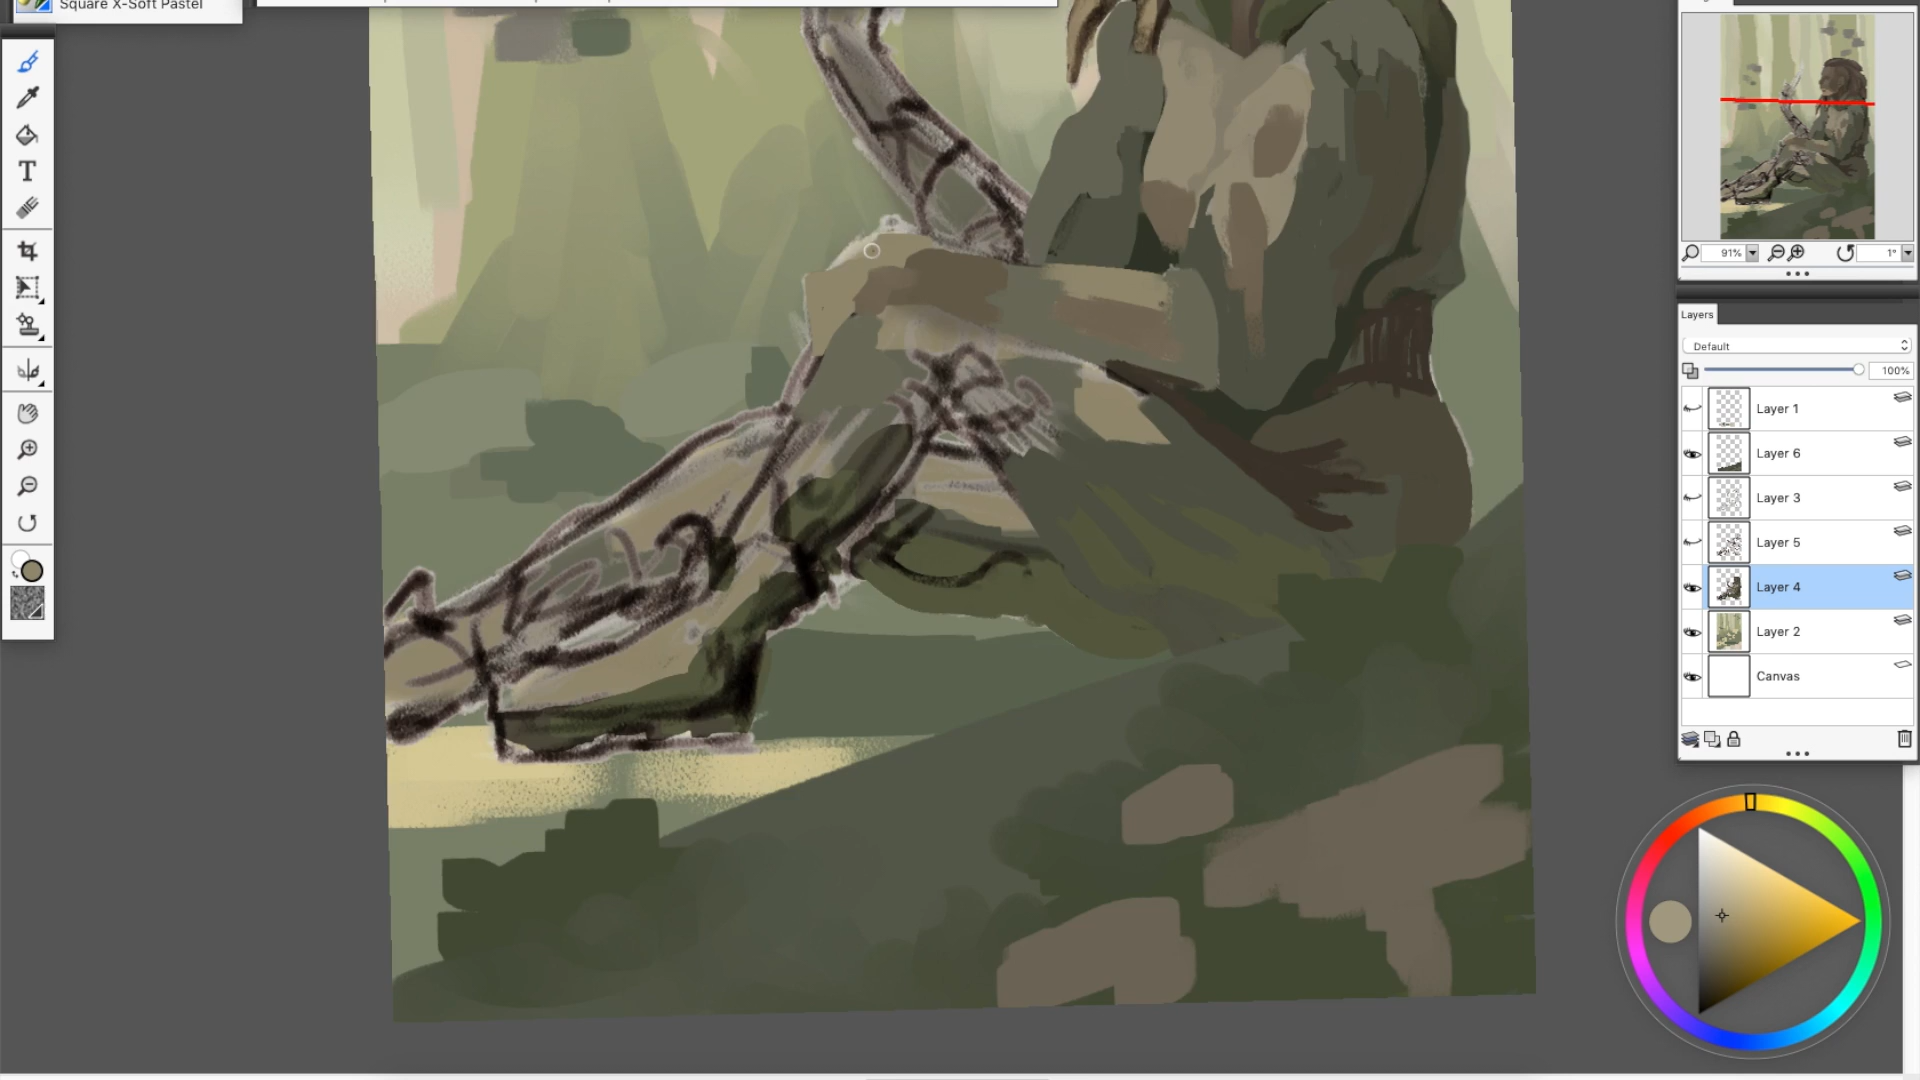 Square X-Soft Pastel
T
91%
1°
Layers
Default
100%
Layer 1
Layer 6
Layer 3
Layer 5
Layer 4
Layer 2
Canvas